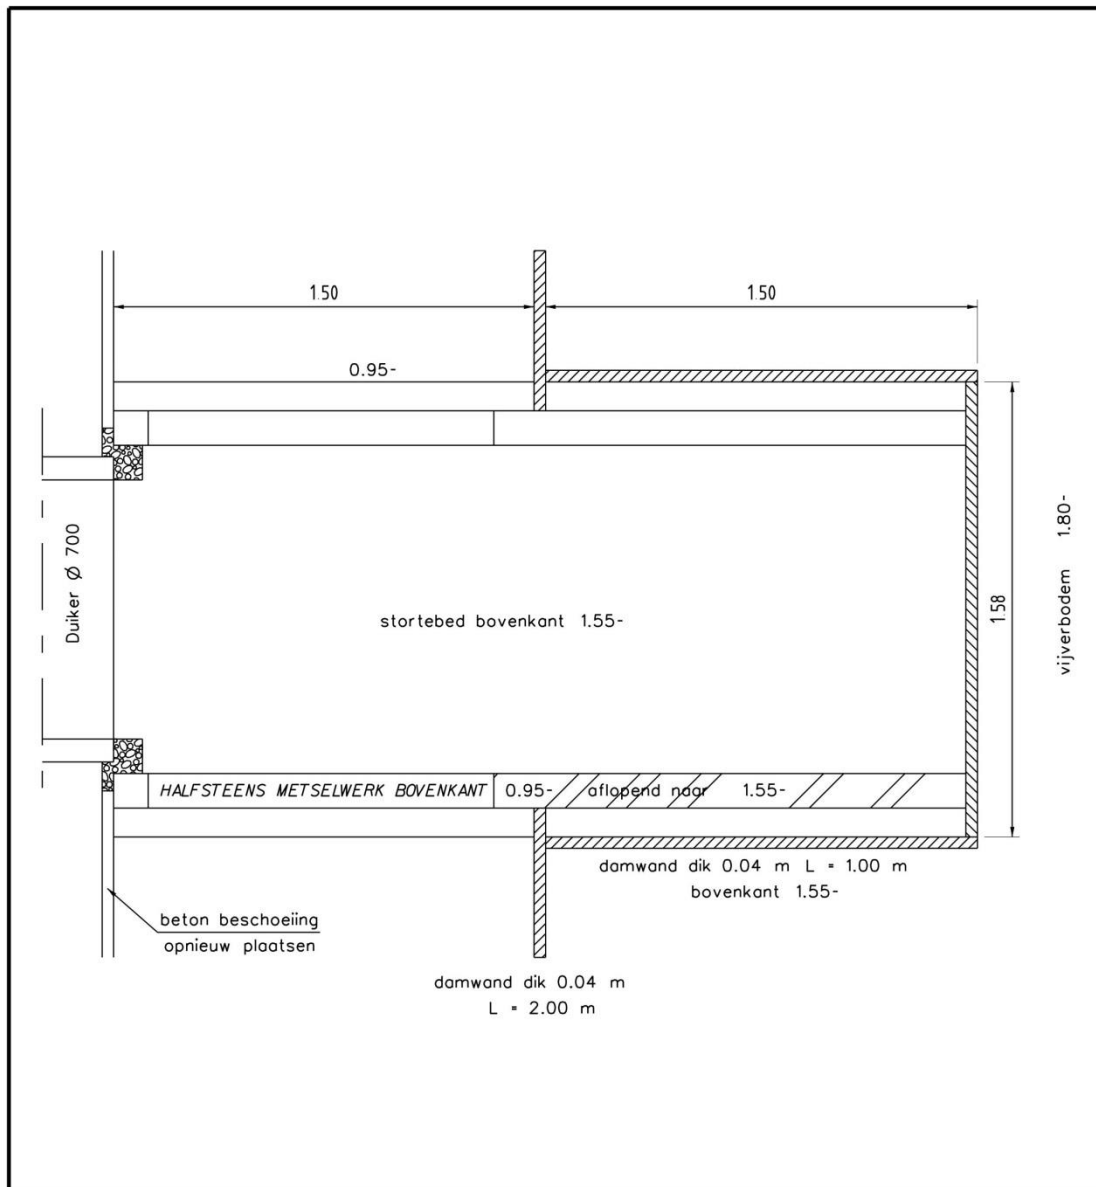 1.50
1.50
0.95-
Duiker Ø 700
stortebed bovenkant 1.55-
1.58
vijverbodem 1.80-
HALFSTEENS METSELWERK BOVENKANT 0.95- aflopend naar 1.55-
damwand dik 0.04 m L = 1.00 m
bovenkant 1.55-
beton beschoeiing
opnieuw plaatsen
damwand dik 0.04 m
L = 2.00 m